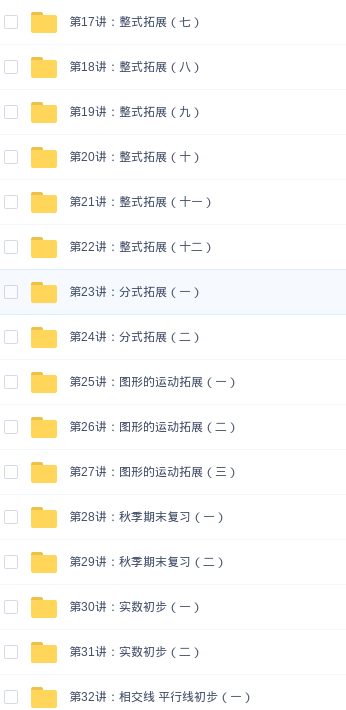 第17讲：整式拓展（七）
第18讲：整式拓展（八）
第19讲：整式拓展（九）
第20讲：整式拓展（十）
第21讲：整式拓展（十一）
第22讲：整式拓展（十二）
第23讲：分式拓展（一）
第24讲：分式拓展（二）
第25讲：图形的运动拓展（一）
第26讲：图形的运动拓展（二）
第27讲：图形的运动拓展（三）
第28讲：秋季期末复习（一）
第29讲：秋季期末复习（二）
第30讲：实数初步（一）
第31讲：实数初步（二）
第32讲：相交线 平行线初步（一）